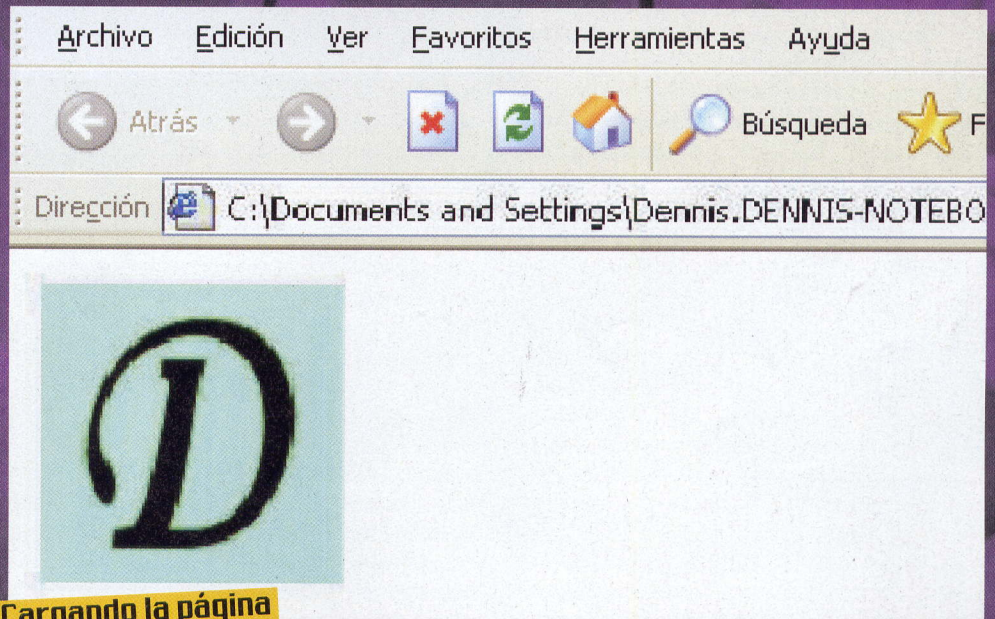 Archivo Edición Ver Favoritos Herramientas Ayuda
Atrás Búsqueda F
Dirección C:\Documents and Settings\Dennis.DENNIS-NOTEBO
D
Cargando la página